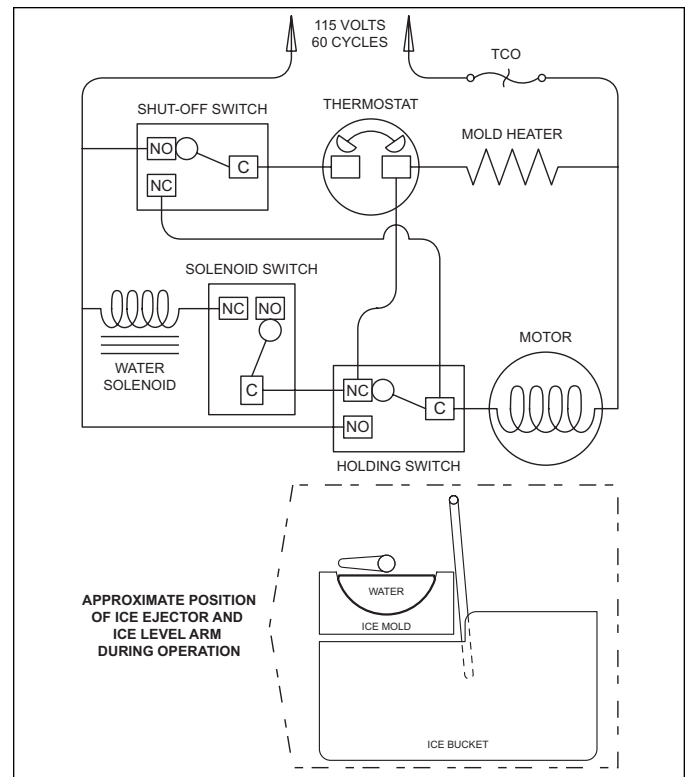 115 VOLTS
60 CYCLES
TCO
SHUT-OFF SWITCH
THERMOSTAT
MOLD HEATER
NO
C
NC
SOLENOID SWITCH
NC
NO
C
WATER
SOLENOID
MOTOR
NC
C
NO
HOLDING SWITCH
APPROXIMATE POSITION
OF ICE EJECTOR AND
ICE LEVEL ARM
DURING OPERATION
WATER
ICE MOLD
ICE BUCKET